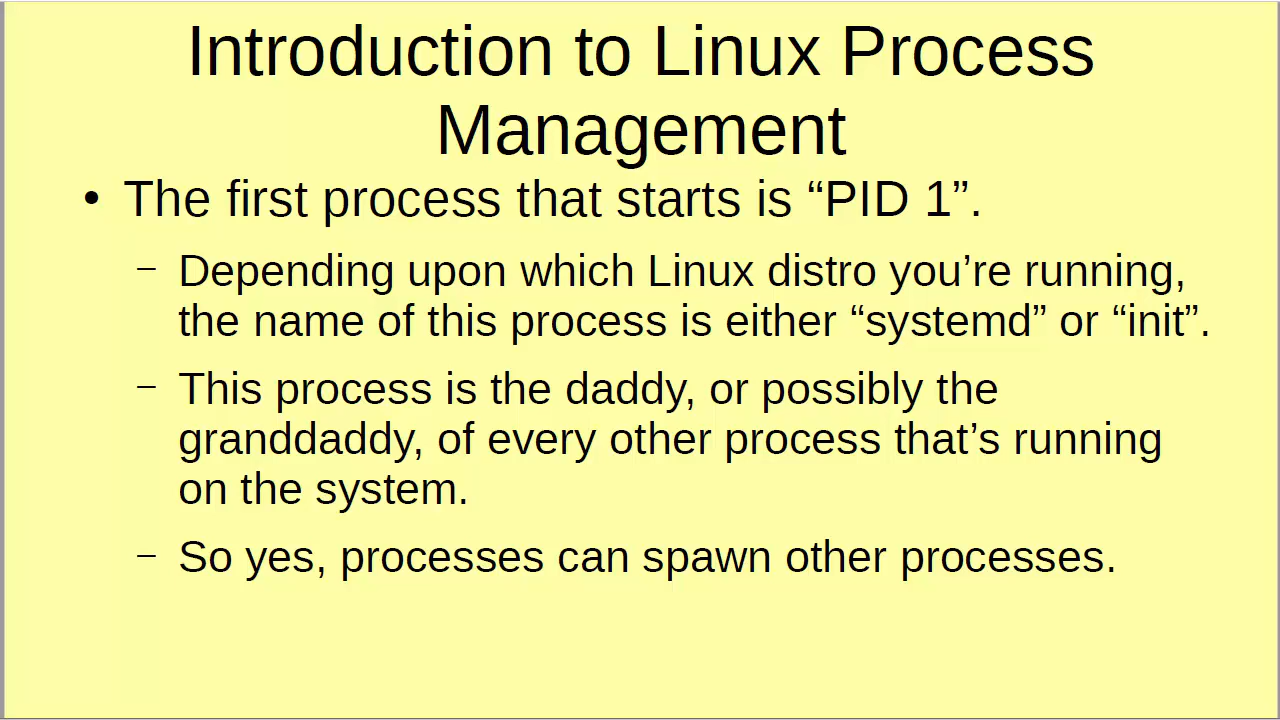 Introduction to Linux Process
Management
• The first process that starts is “PID 1”.
– Depending upon which Linux distro you’re running,
the name of this process is either “systemd” or “init”.
– This process is the daddy, or possibly the
granddaddy, of every other process that’s running
on the system.
– So yes, processes can spawn other processes.